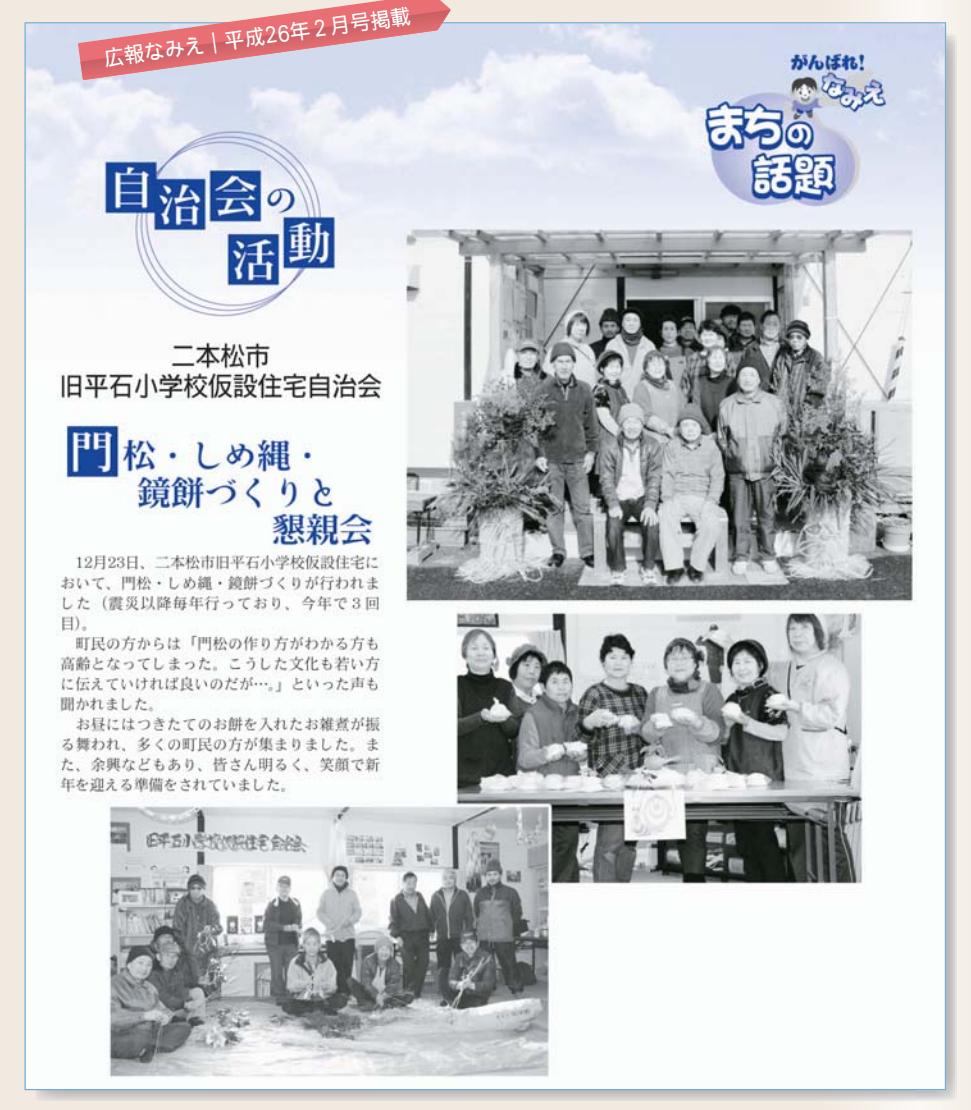 広報なみえ｜平成26年２月号掲載
がんばれ！
なみえ
まちの
話題
自治会の
活動
二本松市
旧平石小学校仮設住宅自治会
門松・しめ縄・
鏡餅づくりと
懇親会
12月23日、二本松市旧平石小学校仮設住宅に
おいて、門松・しめ縄・鏡餅づくりが行われま
した（震災以降毎年行っており、今年で３回
目）。
町民の方からは「門松の作り方がわかる方も
高齢となってしまった。こうした文化も若い方
に伝えていければ良いのだが…。」といった声も
聞かれました。
お昼にはつきたてのお餅を入れたお雑煮が振
る舞われ、多くの町民の方が集まりました。ま
た、余興などもあり、皆さん明るく、笑顔で新
年を迎える準備をされていました。
旧平石小学校仮設住宅自治会